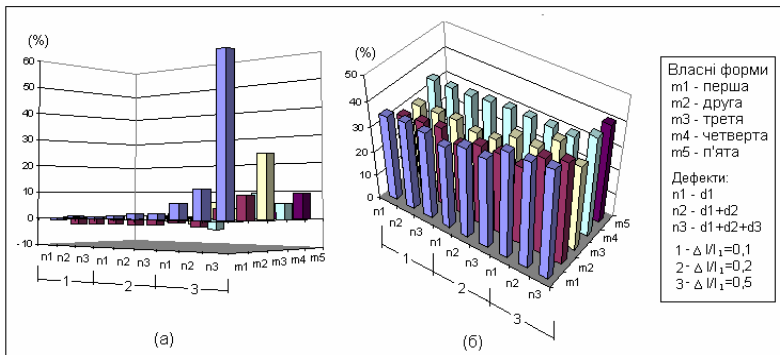 (%)
60
50
40
30
20
10
0
-10
n1 n2 n3 n1 n2 n3 n1 n2 n3
m1 m2 m3 m4 m5
1 2 3
(а)
(%)
50
40
30
20
10
0
n1 n2 n3 n1 n2 n3 n1 n2 n3
m1 m2 m3 m4 m5
1 2 3
(б)
Власні форми
m1 - перша
m2 - друга
m3 - третя
m4 - четверта
m5 - п'ята
Дефекти:
n1 - d1
n2 - d1+d2
n3 - d1+d2+d3
1 - Δ I/I₁=0,1
2 - Δ I/I₁=0,2
3 - Δ I/I₁=0,5